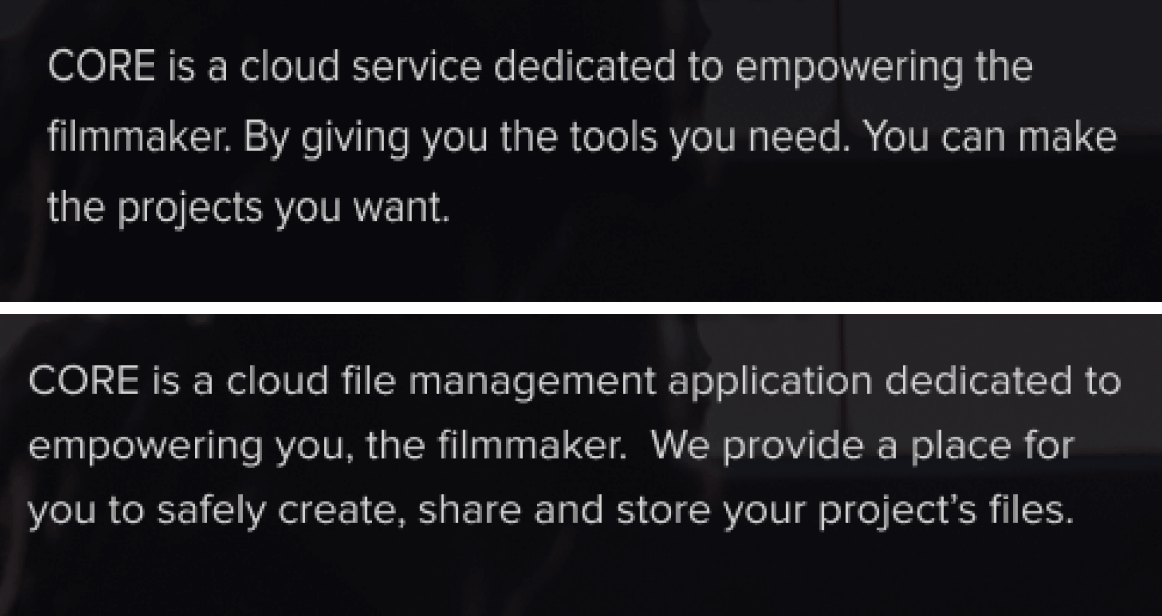 CORE is a cloud service dedicated to empowering the
filmmaker. By giving you the tools you need. You can make
the projects you want.
CORE is a cloud file management application dedicated to
empowering you, the filmmaker.  We provide a place for
you to safely create, share and store your project’s files.